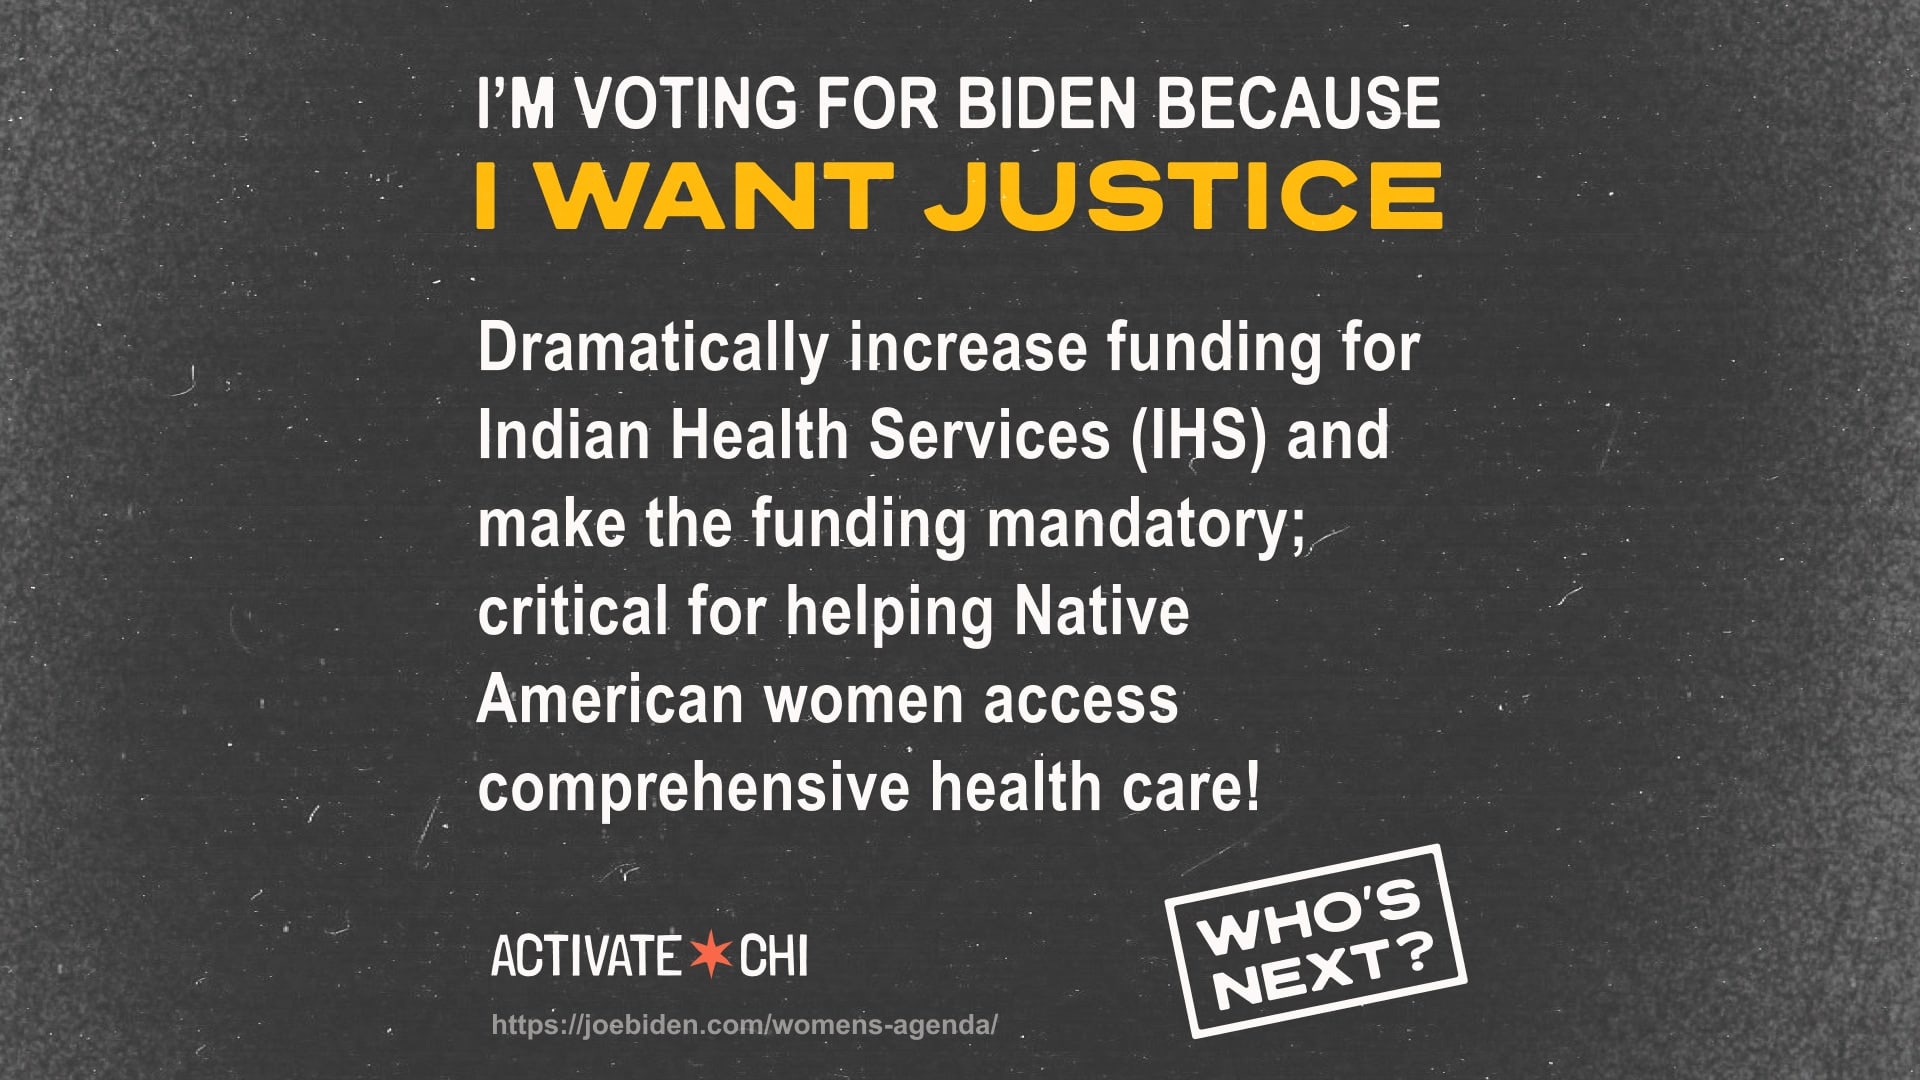 I’M VOTING FOR BIDEN BECAUSE
I WANT JUSTICE
Dramatically increase funding for
Indian Health Services (IHS) and
make the funding mandatory;
critical for helping Native
American women access
comprehensive health care!
ACTIVATE CHI
https://joebiden.com/womens-agenda/
WHO'S
NEXT?